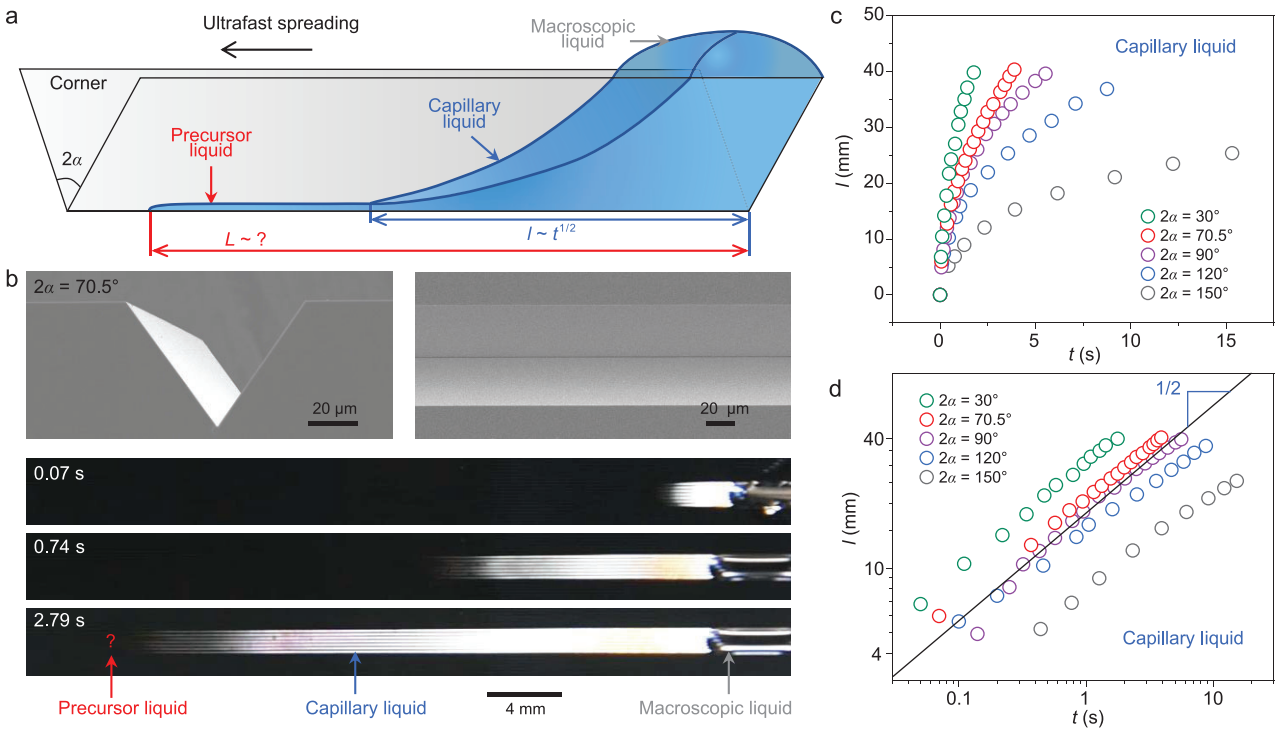 a
Ultrafast spreading
Macroscopic
liquid
Corner
Capillary
liquid
Precursor
liquid
2α
L ~ ?
l ~ t^{1/2}
b
2α = 70.5°
20 μm
20 μm
0.07 s
0.74 s
2.79 s
?
Precursor liquid
Capillary liquid
4 mm
Macroscopic liquid
c
50
40
30
20
10
0
l (mm)
Capillary liquid
2α = 30°
2α = 70.5°
2α = 90°
2α = 120°
2α = 150°
0
5
10
15
t (s)
d
1/2
2α = 30°
2α = 70.5°
2α = 90°
2α = 120°
2α = 150°
40
10
4
l (mm)
Capillary liquid
0.1
1
10
t (s)